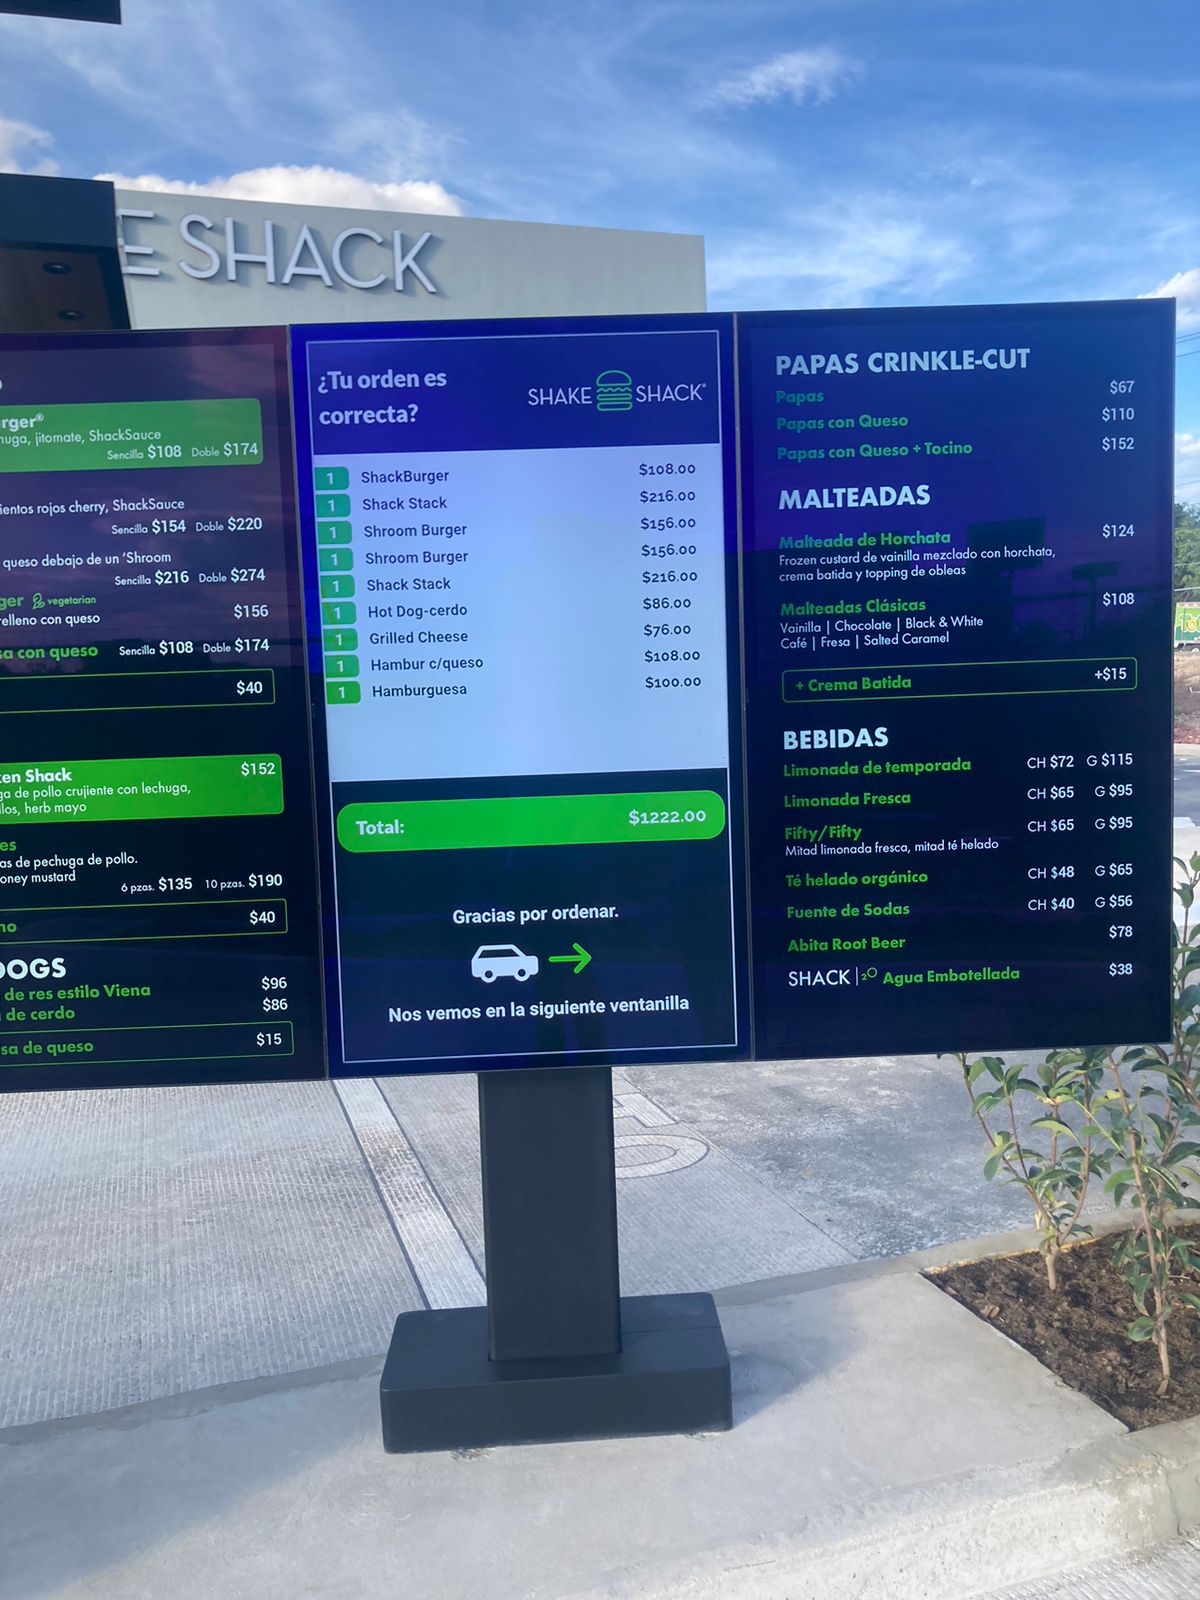 E SHACK
urger®
huga, jitomate, ShackSauce
Sencilla $108 Doble $174
ientos rojos cherry, ShackSauce
Sencilla $154 Doble $220
queso debajo de un 'Shroom
Sencilla $216 Doble $274
ger vegetarian
relleno con queso $156
sa con queso Sencilla $108 Doble $174
$40
ken Shack $152
ga de pollo crujiente con lechuga,
llos, herb mayo
es
as de pechuga de pollo.
oney mustard
6 pzas. $135 10 pzas. $190
no $40
DOGS
de res estilo Viena $96
de cerdo $86
sa de queso $15
¿Tu orden es
correcta?
SHAKE SHACK®
1 ShackBurger $108.00
1 Shack Stack $216.00
1 Shroom Burger $156.00
1 Shroom Burger $156.00
1 Shack Stack $216.00
1 Hot Dog-cerdo $86.00
1 Grilled Cheese $76.00
1 Hambur c/queso $108.00
1 Hamburguesa $100.00
Total: $1222.00
Gracias por ordenar.
Nos vemos en la siguiente ventanilla
PAPAS CRINKLE-CUT
Papas $67
Papas con Queso $110
Papas con Queso + Tocino $152
MALTEADAS
Malteada de Horchata $124
Frozen custard de vainilla mezclado con horchata,
crema batida y topping de obleas
Malteadas Clásicas $108
Vainilla | Chocolate | Black & White
Café | Fresa | Salted Caramel
+ Crema Batida +$15
BEBIDAS
Limonada de temporada CH $72 G $115
Limonada Fresca CH $65 G $95
Fifty/Fifty CH $65 G $95
Mitad limonada fresca, mitad té helado
Té helado orgánico CH $48 G $65
Fuente de Sodas CH $40 G $56
Abita Root Beer $78
SHACK | 2O Agua Embotellada $38